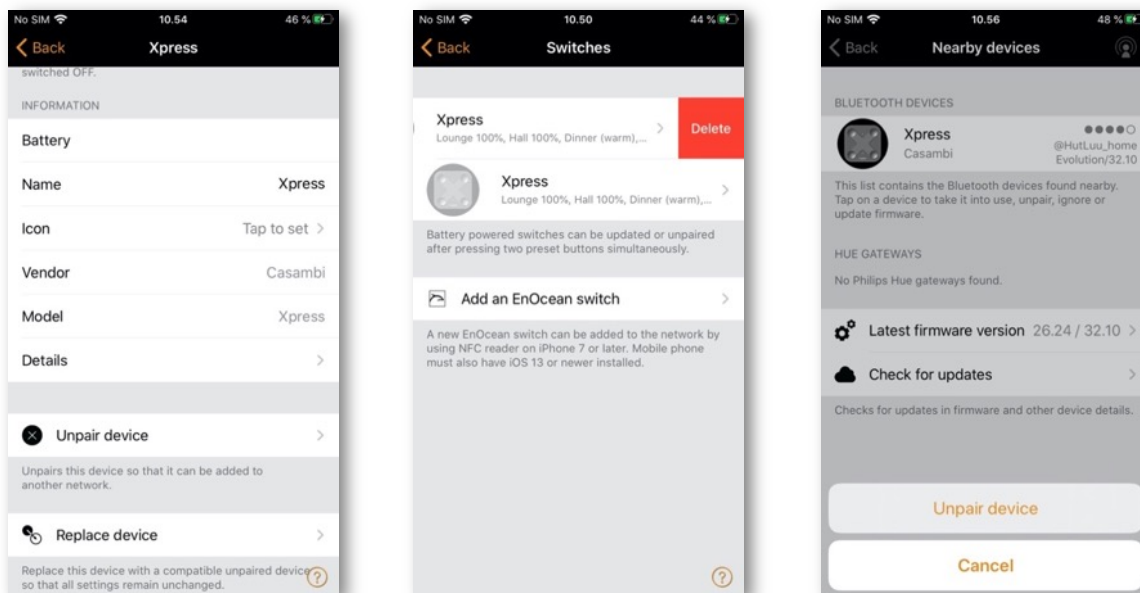 No SIM 10.54 46 %
Back Xpress
switched OFF.
INFORMATION
Battery
Name Xpress
Icon Tap to set
Vendor Casambi
Model Xpress
Details
Unpair device
Unpairs this device so that it can be added to
another network.
Replace device
Replace this device with a compatible unpaired device
so that all settings remain unchanged.
?
No SIM 10.50 44 %
Back Switches
Xpress
Lounge 100%, Hall 100%, Dinner (warm),...
Delete
Xpress
Lounge 100%, Hall 100%, Dinner (warm),...
Battery powered switches can be updated or unpaired
after pressing two preset buttons simultaneously.
Add an EnOcean switch
A new EnOcean switch can be added to the network by
using NFC reader on iPhone 7 or later. Mobile phone
must also have iOS 13 or newer installed.
?
No SIM 10.56 48 %
Back Nearby devices
BLUETOOTH DEVICES
Xpress
Casambi
@HutLuu_home
Evolution/32.10
This list contains the Bluetooth devices found nearby.
Tap on a device to take it into use, unpair, ignore or
update firmware.
HUE GATEWAYS
No Philips Hue gateways found.
Latest firmware version 26.24 / 32.10
Check for updates
Checks for updates in firmware and other device details.
Unpair device
Cancel